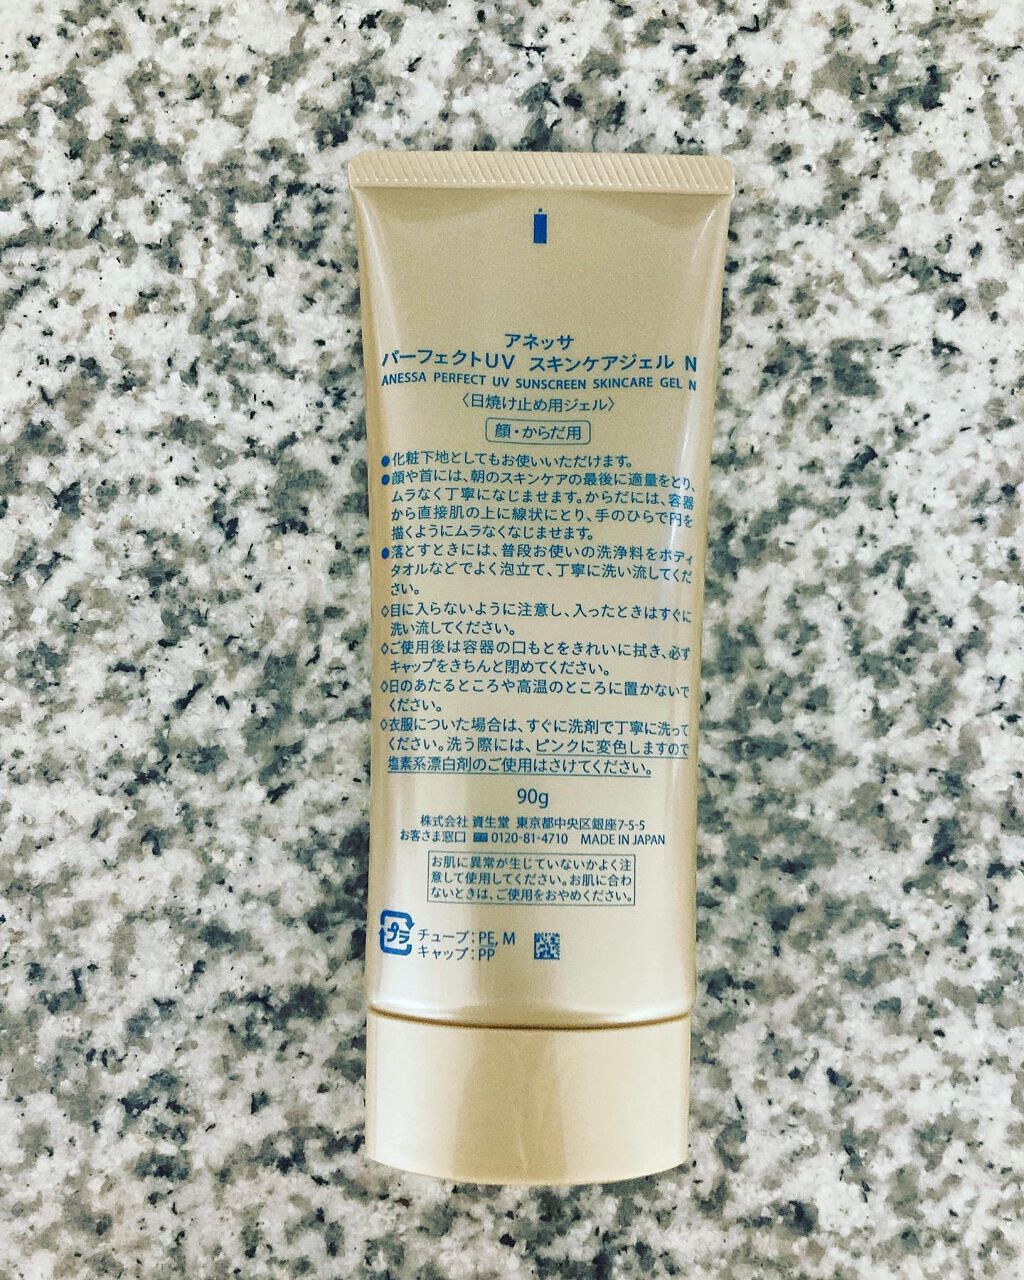 アネッサ
パーフェクトUV スキンケアジェル N
ANESSA PERFECT UV SUNSCREEN SKINCARE GEL N
〈日焼け止め用ジェル〉
顔・からだ用
●化粧下地としてもお使いいただけます。
●顔や首には、朝のスキンケアの最後に適量をとり、
ムラなく丁寧になじませます。からだには、容器
から直接肌の上に線状にとり、手のひらで円を
描くようにムラなくなじませます。
●落とすときには、普段お使いの洗浄料をボディ
タオルなどでよく泡立て、丁寧に洗い流してくだ
さい。
◇目に入らないように注意し、入ったときはすぐに
洗い流してください。
◇ご使用後は容器の口もとをきれいに拭き、必ず
キャップをきちんと閉めてください。
◇日のあたるところや高温のところに置かないで
ください。
◇衣服についた場合は、すぐに洗剤で丁寧に洗って
ください。洗う際には、ピンクに変色しますので
塩素系漂白剤のご使用はさけてください。
90g
株式会社 資生堂 東京都中央区銀座7-5-5
お客さま窓口 0120-81-4710 MADE IN JAPAN
お肌に異常が生じていないかよく注
意して使用してください。お肌に合わ
ないときは、ご使用をおやめください。
プラ チューブ：PE, M
キャップ：PP